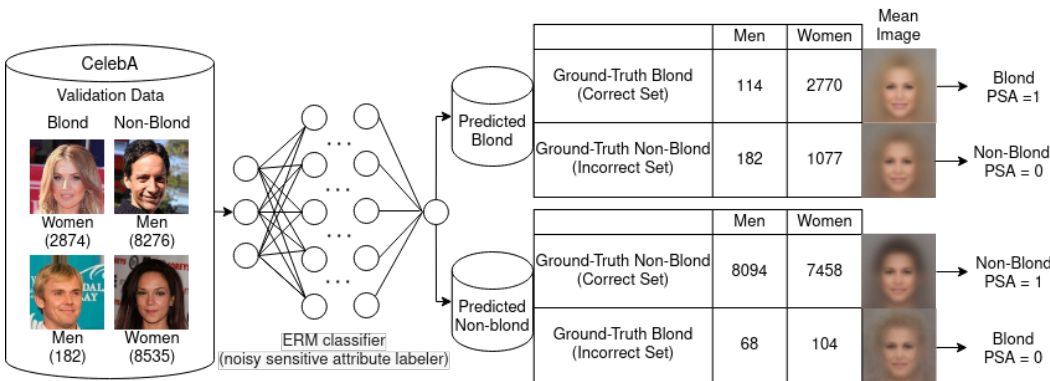 CelebA
Validation Data
Blond Non-Blond
Women
(2874)
Men
(8276)
Men
(182)
Women
(8535)
ERM classifier
(noisy sensitive attribute labeler)
Predicted
Blond
Predicted
Non-blond
Mean
Image
Men Women
Ground-Truth Blond
(Correct Set)
114 2770
Blond
PSA =1
Ground-Truth Non-Blond
(Incorrect Set)
182 1077
Non-Blond
PSA = 0
Men Women
Ground-Truth Non-Blond
(Correct Set)
8094 7458
Non-Blond
PSA = 1
Ground-Truth Blond
(Incorrect Set)
68 104
Blond
PSA = 0